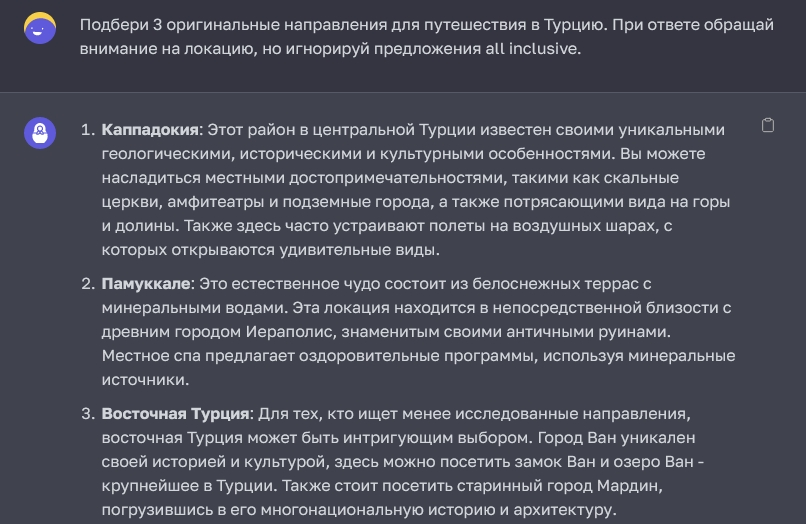 Подбери 3 оригинальные направления для путешествия в Турцию. При ответе обращай
внимание на локацию, но игнорируй предложения all inclusive.
1. Каппадокия: Этот район в центральной Турции известен своими уникальными
геологическими, историческими и культурными особенностями. Вы можете
насладиться местными достопримечательностями, такими как скальные
церкви, амфитеатры и подземные города, а также потрясающими вида на горы
и долины. Также здесь часто устраивают полеты на воздушных шарах, с
которых открываются удивительные виды.
2. Памуккале: Это естественное чудо состоит из белоснежных террас с
минеральными водами. Эта локация находится в непосредственной близости с
древним городом Иераполис, знаменитым своими античными руинами.
Местное спа предлагает оздоровительные программы, используя минеральные
источники.
3. Восточная Турция: Для тех, кто ищет менее исследованные направления,
восточная Турция может быть интригующим выбором. Город Ван уникален
своей историей и культурой, здесь можно посетить замок Ван и озеро Ван -
крупнейшее в Турции. Также стоит посетить старинный город Мардин,
погрузившись в его многонациональную историю и архитектуру.